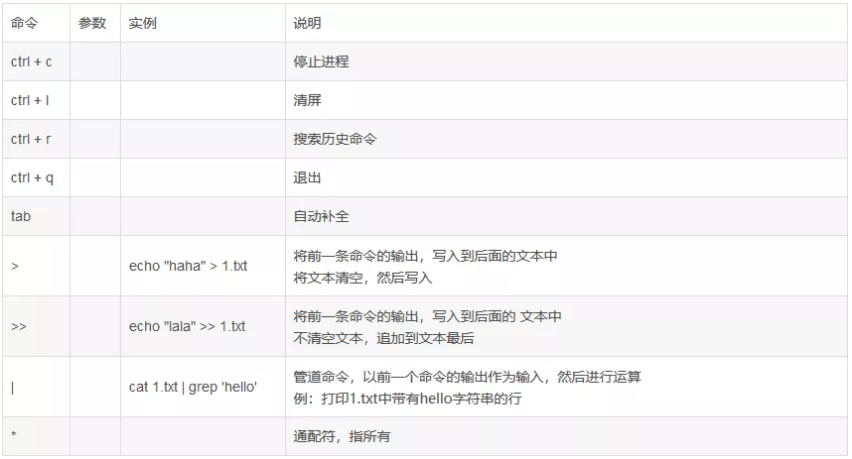 命令 参数 实例 说明
ctrl + c 停止进程
ctrl + l 清屏
ctrl + r 搜索历史命令
ctrl + q 退出
tab 自动补全
> echo "haha" > 1.txt 将前一条命令的输出，写入到后面的文本中
将文本清空，然后写入
>> echo "lala" >> 1.txt 将前一条命令的输出，写入到后面的 文本中
不清空文本，追加到文本最后
| cat 1.txt | grep 'hello' 管道命令，以前一个命令的输出作为输入，然后进行运算
例：打印1.txt中带有hello字符串的行
* 通配符，指所有